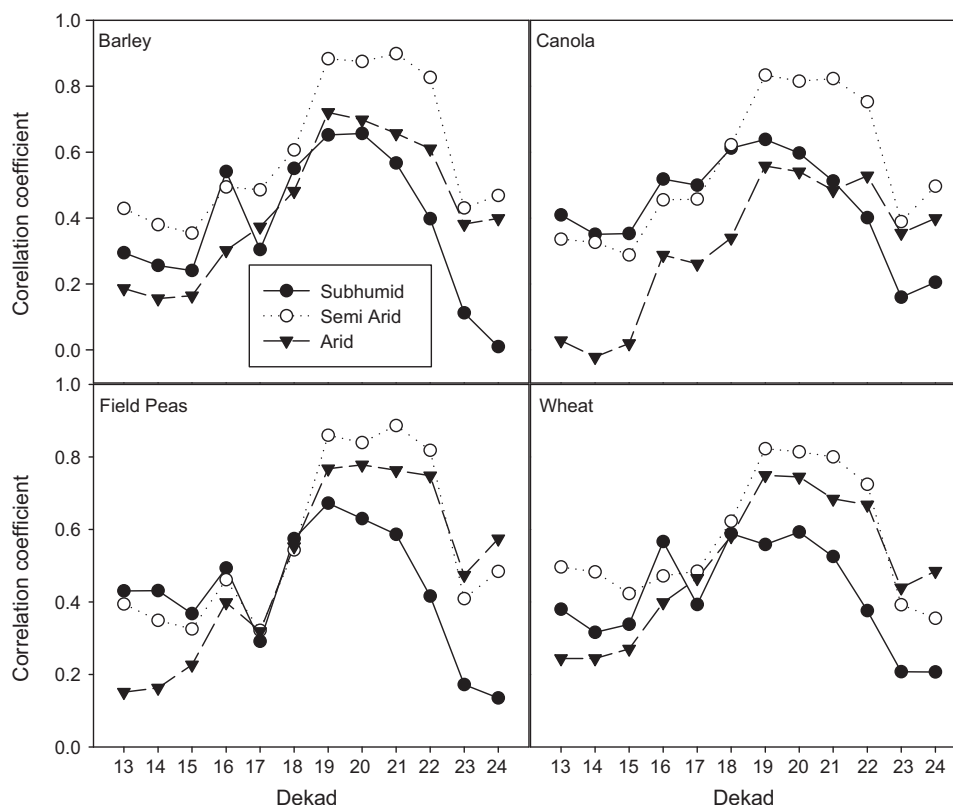 Barley
Canola
Corellation coefficient
1.0
0.8
0.6
0.4
0.2
0.0
Subhumid
Semi Arid
Arid
Field Peas
Wheat
Correlation coefficient
1.0
0.8
0.6
0.4
0.2
0.0
13 14 15 16 17 18 19 20 21 22 23 24
13 14 15 16 17 18 19 20 21 22 23 24
Dekad
Dekad